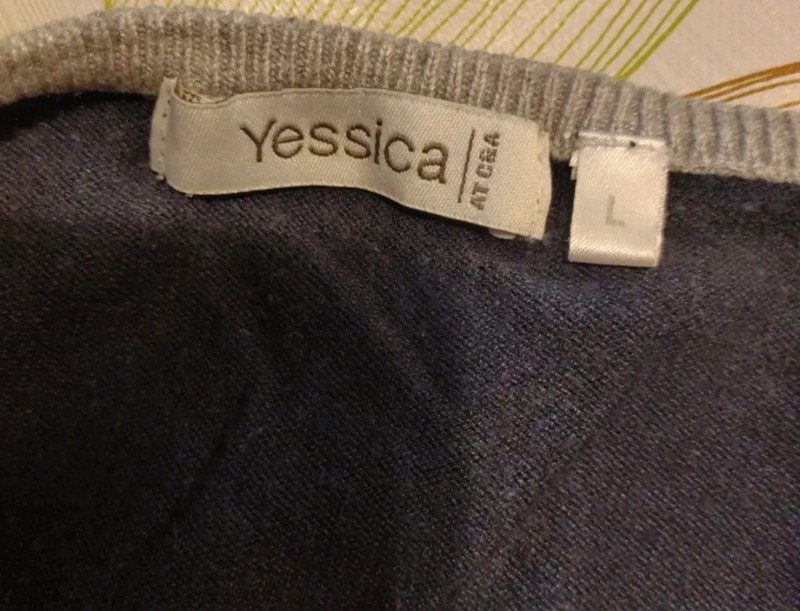 Yessica
AT C&A
L